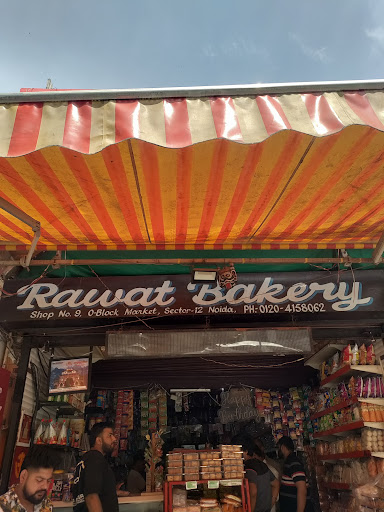 Rawat Bakery
Shop No. 9, O-Block Market, Sector-12 Noida, PH: 0120-4158062